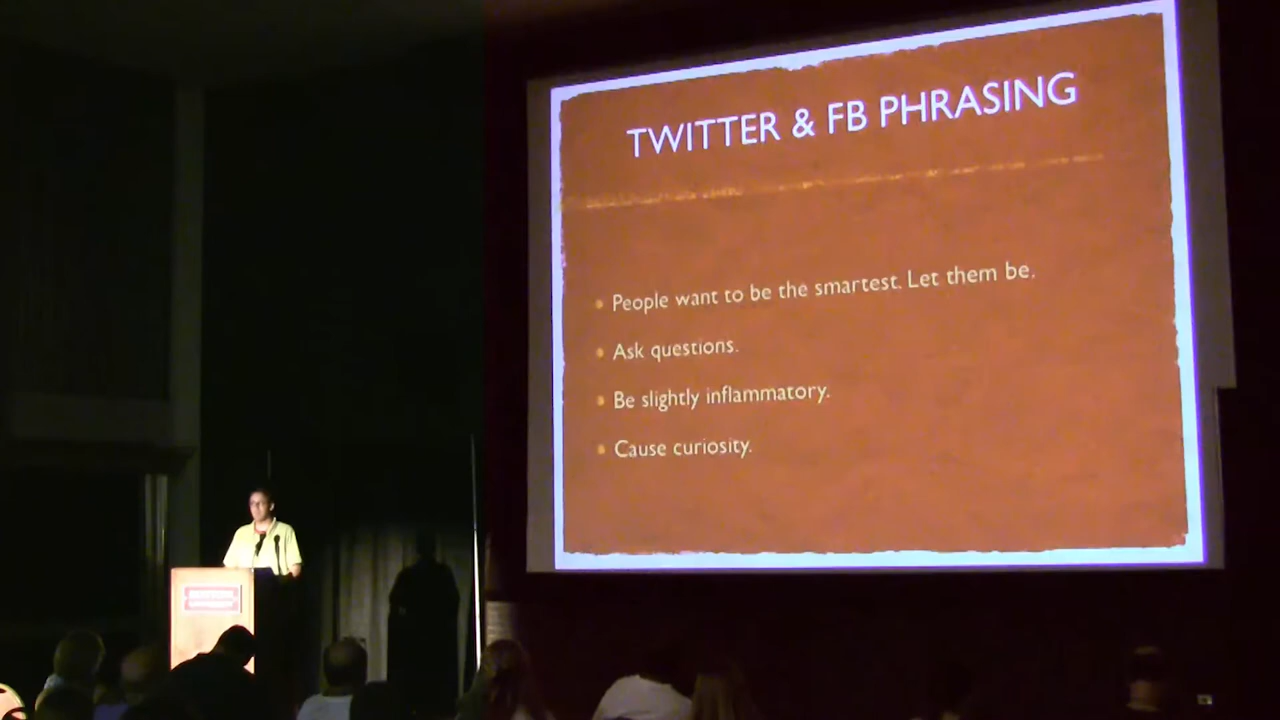 TWITTER & FB PHRASING
People want to be the smartest. Let them be.
Ask questions.
Be slightly inflammatory.
Cause curiosity.